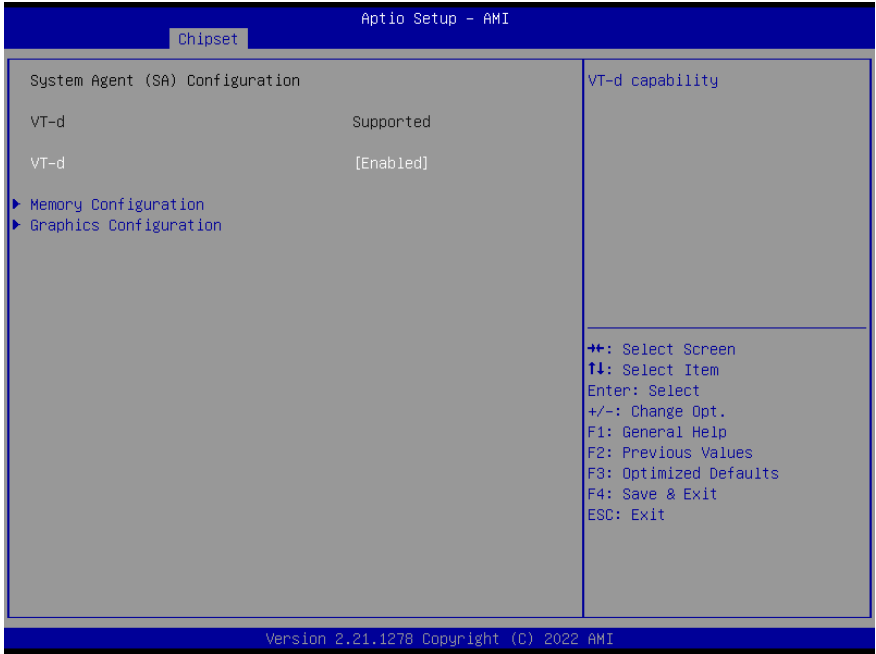 Aptio Setup – AMI
Chipset
System Agent (SA) Configuration
VT-d Supported
VT-d [Enabled]
Memory Configuration
Graphics Configuration
VT-d capability
→←: Select Screen
↑↓: Select Item
Enter: Select
+/-: Change Opt.
F1: General Help
F2: Previous Values
F3: Optimized Defaults
F4: Save & Exit
ESC: Exit
Version 2.21.1278 Copyright (C) 2022 AMI